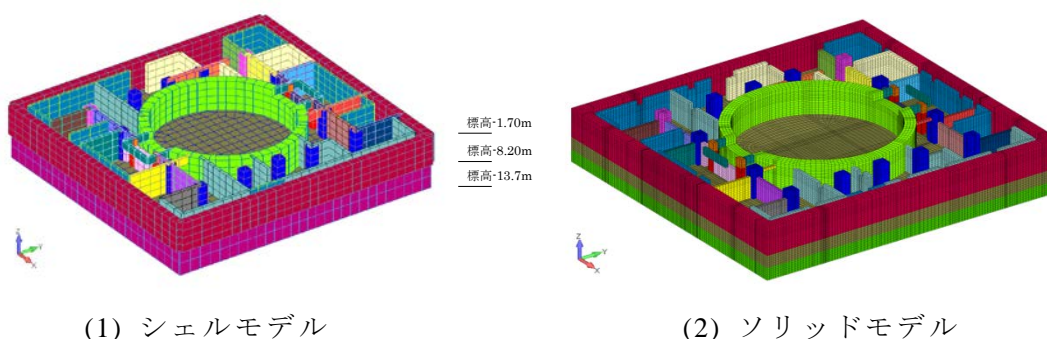 標高-1.70m
標高-8.20m
標高-13.7m
Z
Y
X
Z
Y
X
(1) シェルモデル
(2) ソリッドモデル